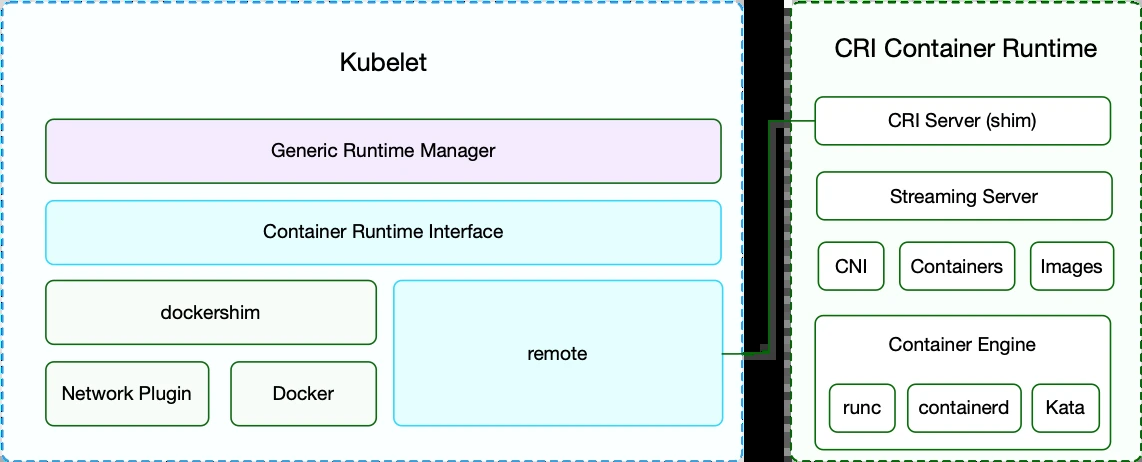 Kubelet
Generic Runtime Manager
Container Runtime Interface
dockershim
remote
Network Plugin
Docker
CRI Container Runtime
CRI Server (shim)
Streaming Server
CNI
Containers
Images
Container Engine
runc
containerd
Kata